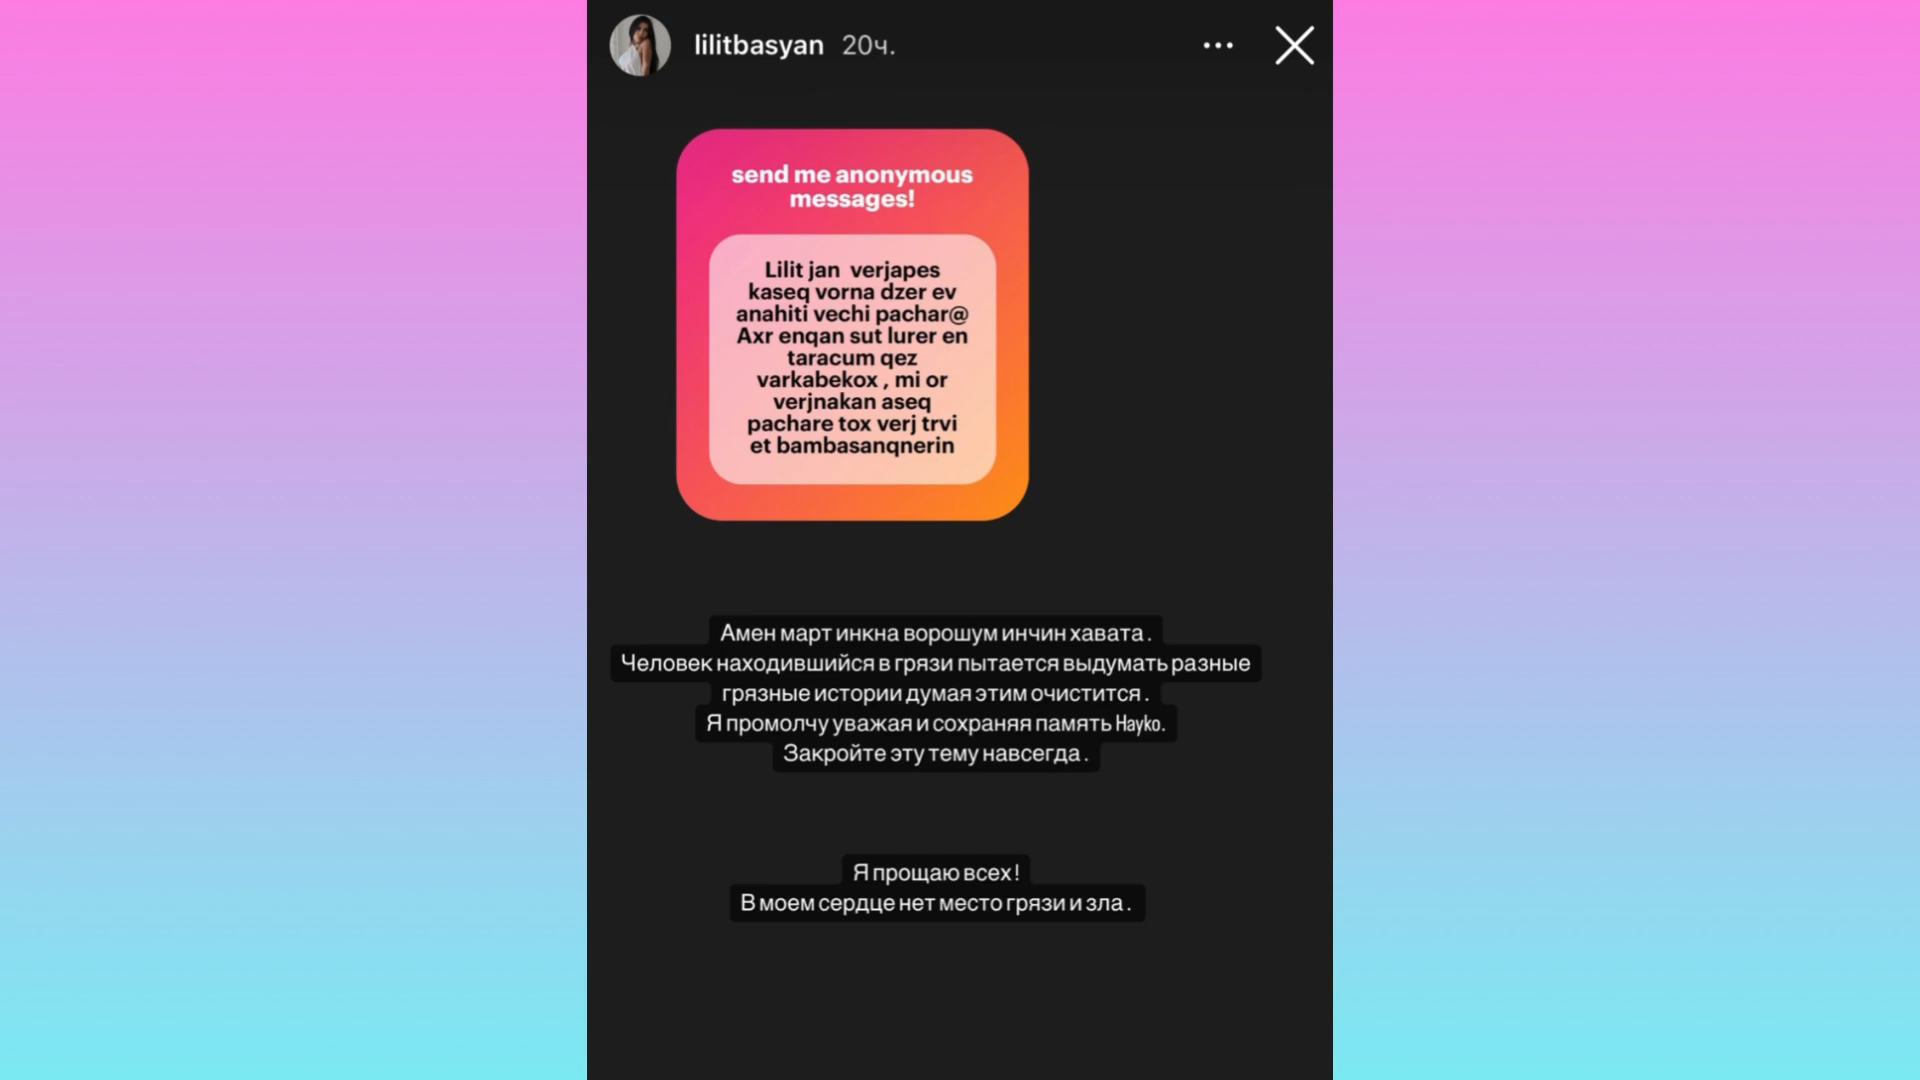 lilitbasyan 20ч.
send me anonymous
messages!
Lilit jan verjapes
kaseq vorna dzer ev
anahiti vechi pachar@
Axr enqan sut lurer en
taracum qez
varkabekox , mi or
verjnakan aseq
pachare tox verj trvi
et bambasanqnerin
Амен март инкна ворошум инчин хавата .
Человек находившийся в грязи пытается выдумать разные
грязные истории думая этим очистится .
Я промолчу уважая и сохраняя память Hayko.
Закройте эту тему навсегда .
Я прощаю всех !
В моем сердце нет место грязи и зла .